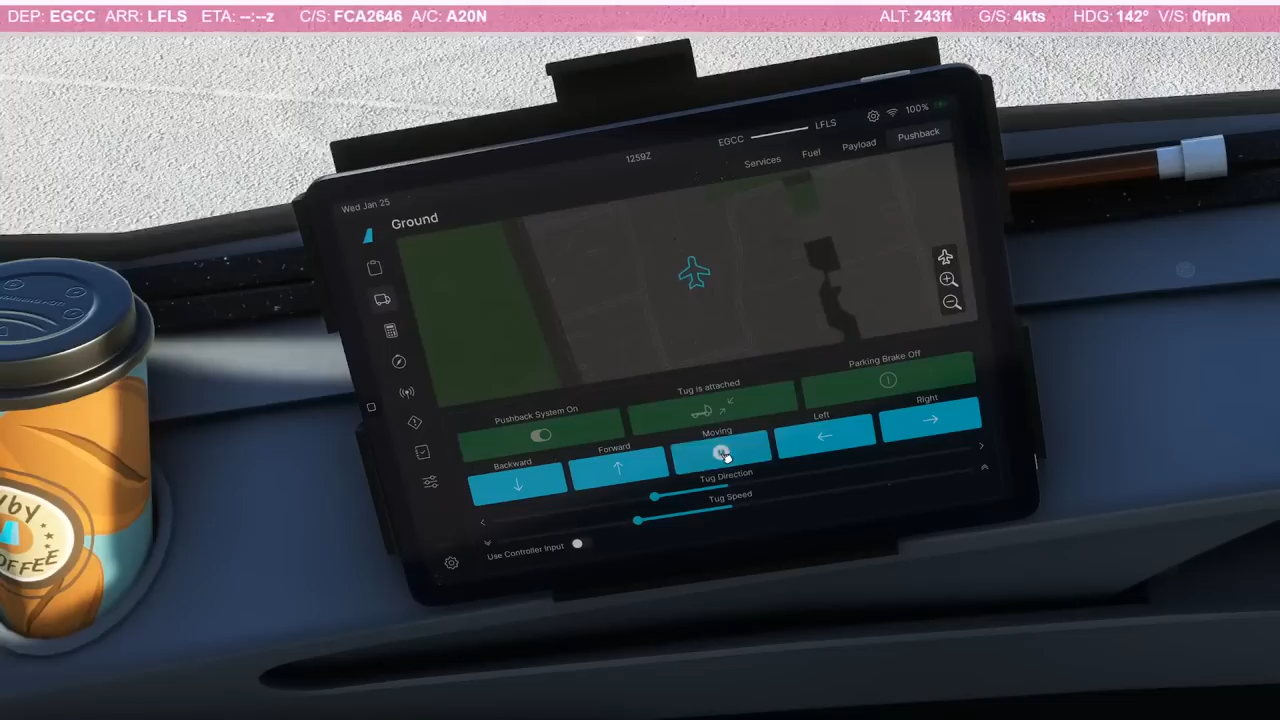 DEP: EGCC ARR: LFLS ETA: --:--z C/S: FCA2646 A/C: A20N ALT: 243ft G/S: 4kts HDG: 142° V/S: 0fpm
Wed Jan 25 1259Z EGCC LFLS 100%
Ground Services Fuel Payload Pushback
Pushback System On Tug is attached Parking Brake Off
Backward Forward Moving Left Right
Tug Direction
Tug Speed
Use Controller Input
COFFEE